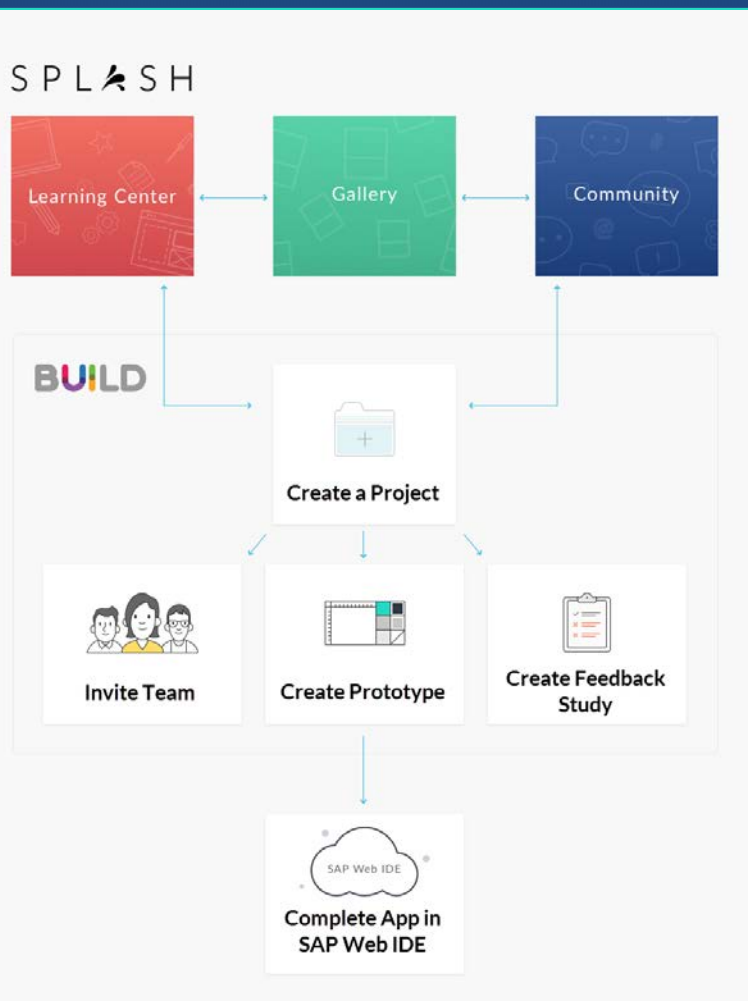 SPLASH
Learning Center
Gallery
Community
BUILD
Create a Project
Invite Team
Create Prototype
Create Feedback
Study
SAP Web IDE
Complete App in
SAP Web IDE